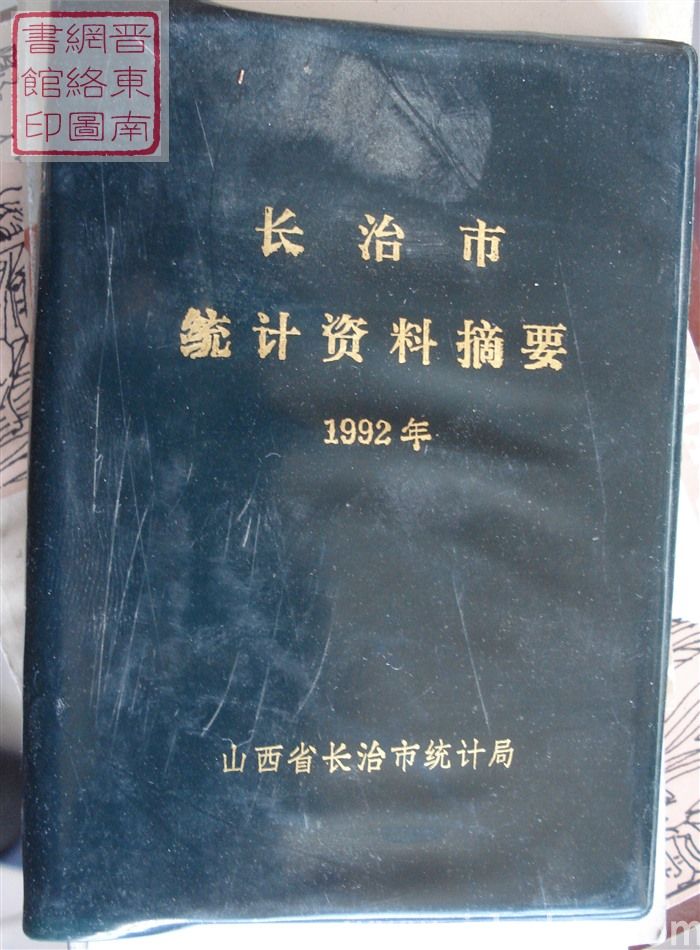 晋東南
網絡圖
書館印
长治市
统计资料摘要
1992年
山西省长治市统计局